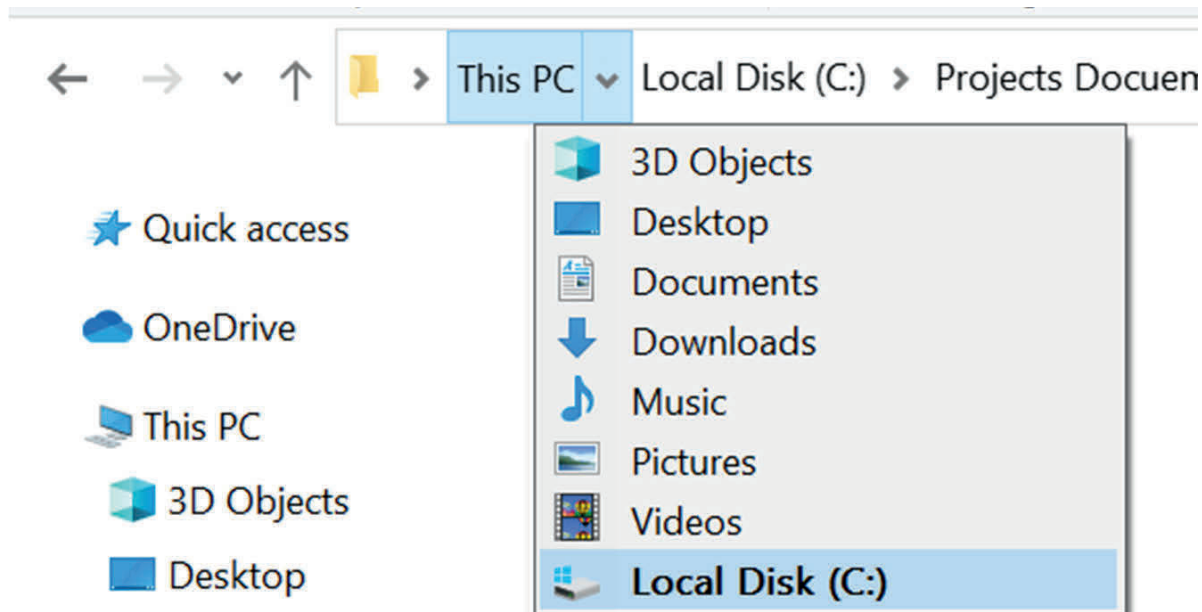 This PC Local Disk (C:) Projects Docuem
3D Objects
Desktop
Documents
Downloads
Music
Pictures
Videos
Local Disk (C:)
Quick access
OneDrive
This PC
3D Objects
Desktop